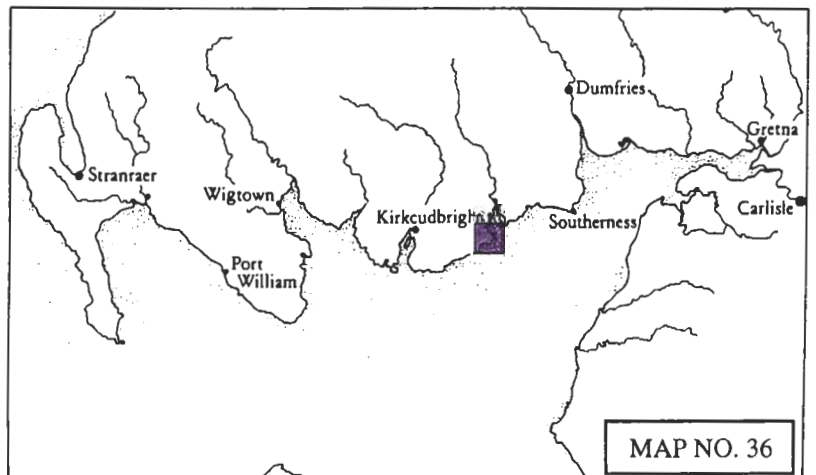 Dumfries
Gretna
Stranraer
Wigtown
Kirkcudbright
Southerness
Carlisle
Port
William
MAP NO. 36